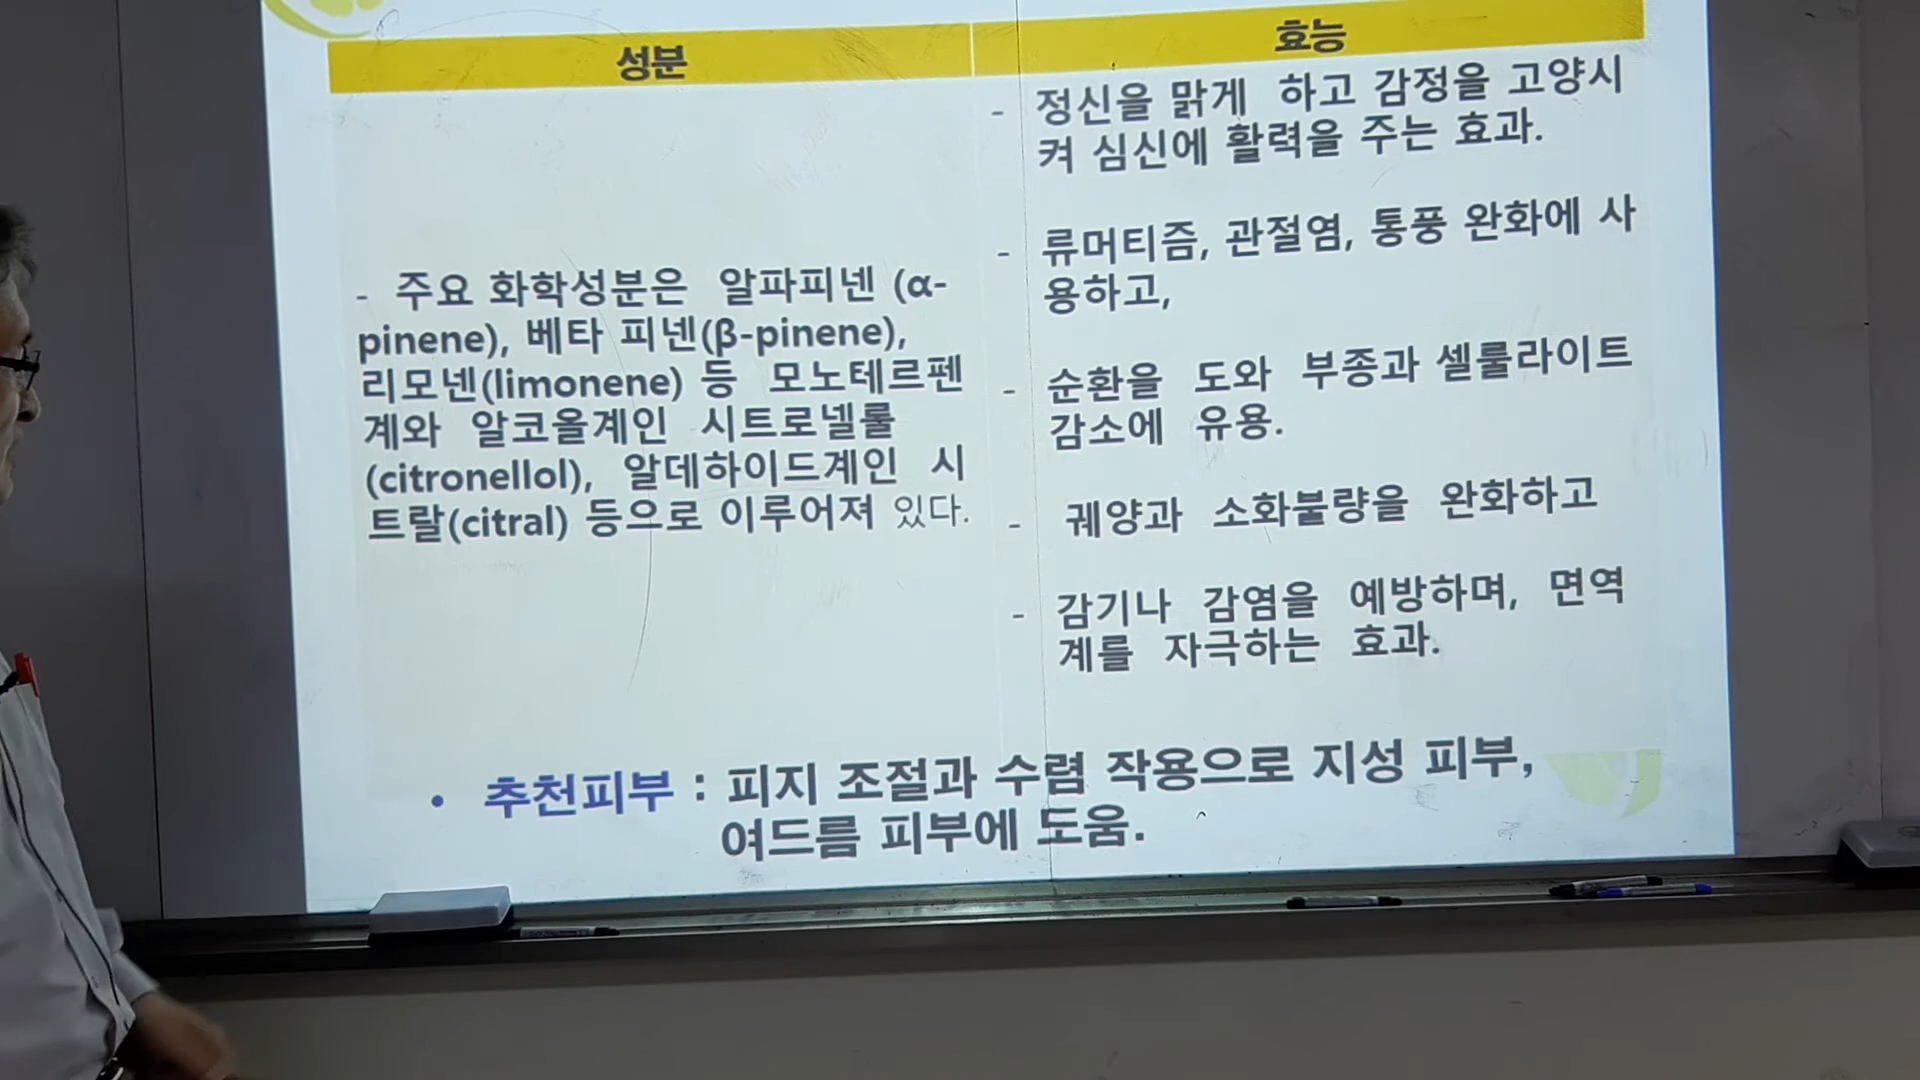 성분
효능
- 주요 화학성분은 알파피넨 (α-
pinene), 베타 피넨(β-pinene),
리모넨(limonene) 등 모노테르펜
계와 알코올계인 시트로넬룰
(citronellol), 알데하이드계인 시
트랄(citral) 등으로 이루어져 있다.
- 정신을 맑게 하고 감정을 고양시
켜 심신에 활력을 주는 효과.
- 류머티즘, 관절염, 통풍 완화에 사
용하고,
- 순환을 도와 부종과 셀룰라이트
감소에 유용.
- 궤양과 소화불량을 완화하고
- 감기나 감염을 예방하며, 면역
계를 자극하는 효과.
• 추천피부 : 피지 조절과 수렴 작용으로 지성 피부,
여드름 피부에 도움.